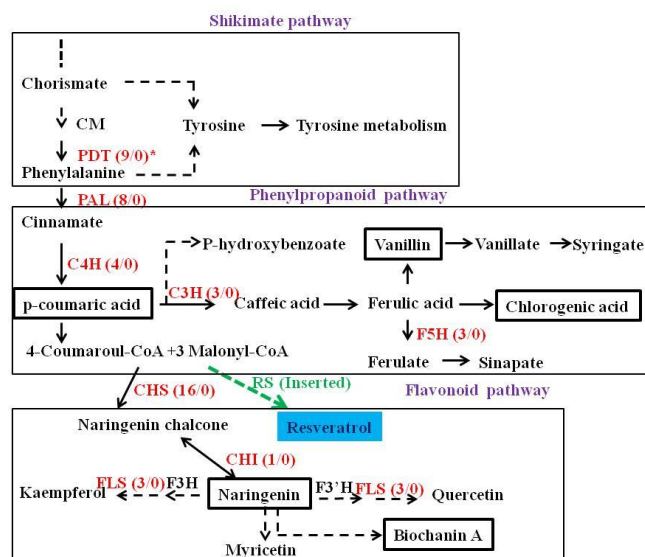 Shikimate pathway
Chorismate
CM
Tyrosine
Tyrosine metabolism
PDT (9/0)*
Phenylalanine
PAL (8/0)
Phenylpropanoid pathway
Cinnamate
P-hydroxybenzoate
Vanillin
Vanillate
Syringate
C4H (4/0)
p-coumaric acid
C3H (3/0)
Caffeic acid
Ferulic acid
Chlorogenic acid
F5H (3/0)
4-Coumaroul-CoA +3 Malonyl-CoA
Ferulate
Sinapate
CHS (16/0)
RS (Inserted)
Flavonoid pathway
Naringenin chalcone
Resveratrol
CHI (1/0)
Kaempferol
FLS (3/0)
F3H
Naringenin
F3'H
FLS (3/0)
Quercetin
Myricetin
Biochanin A